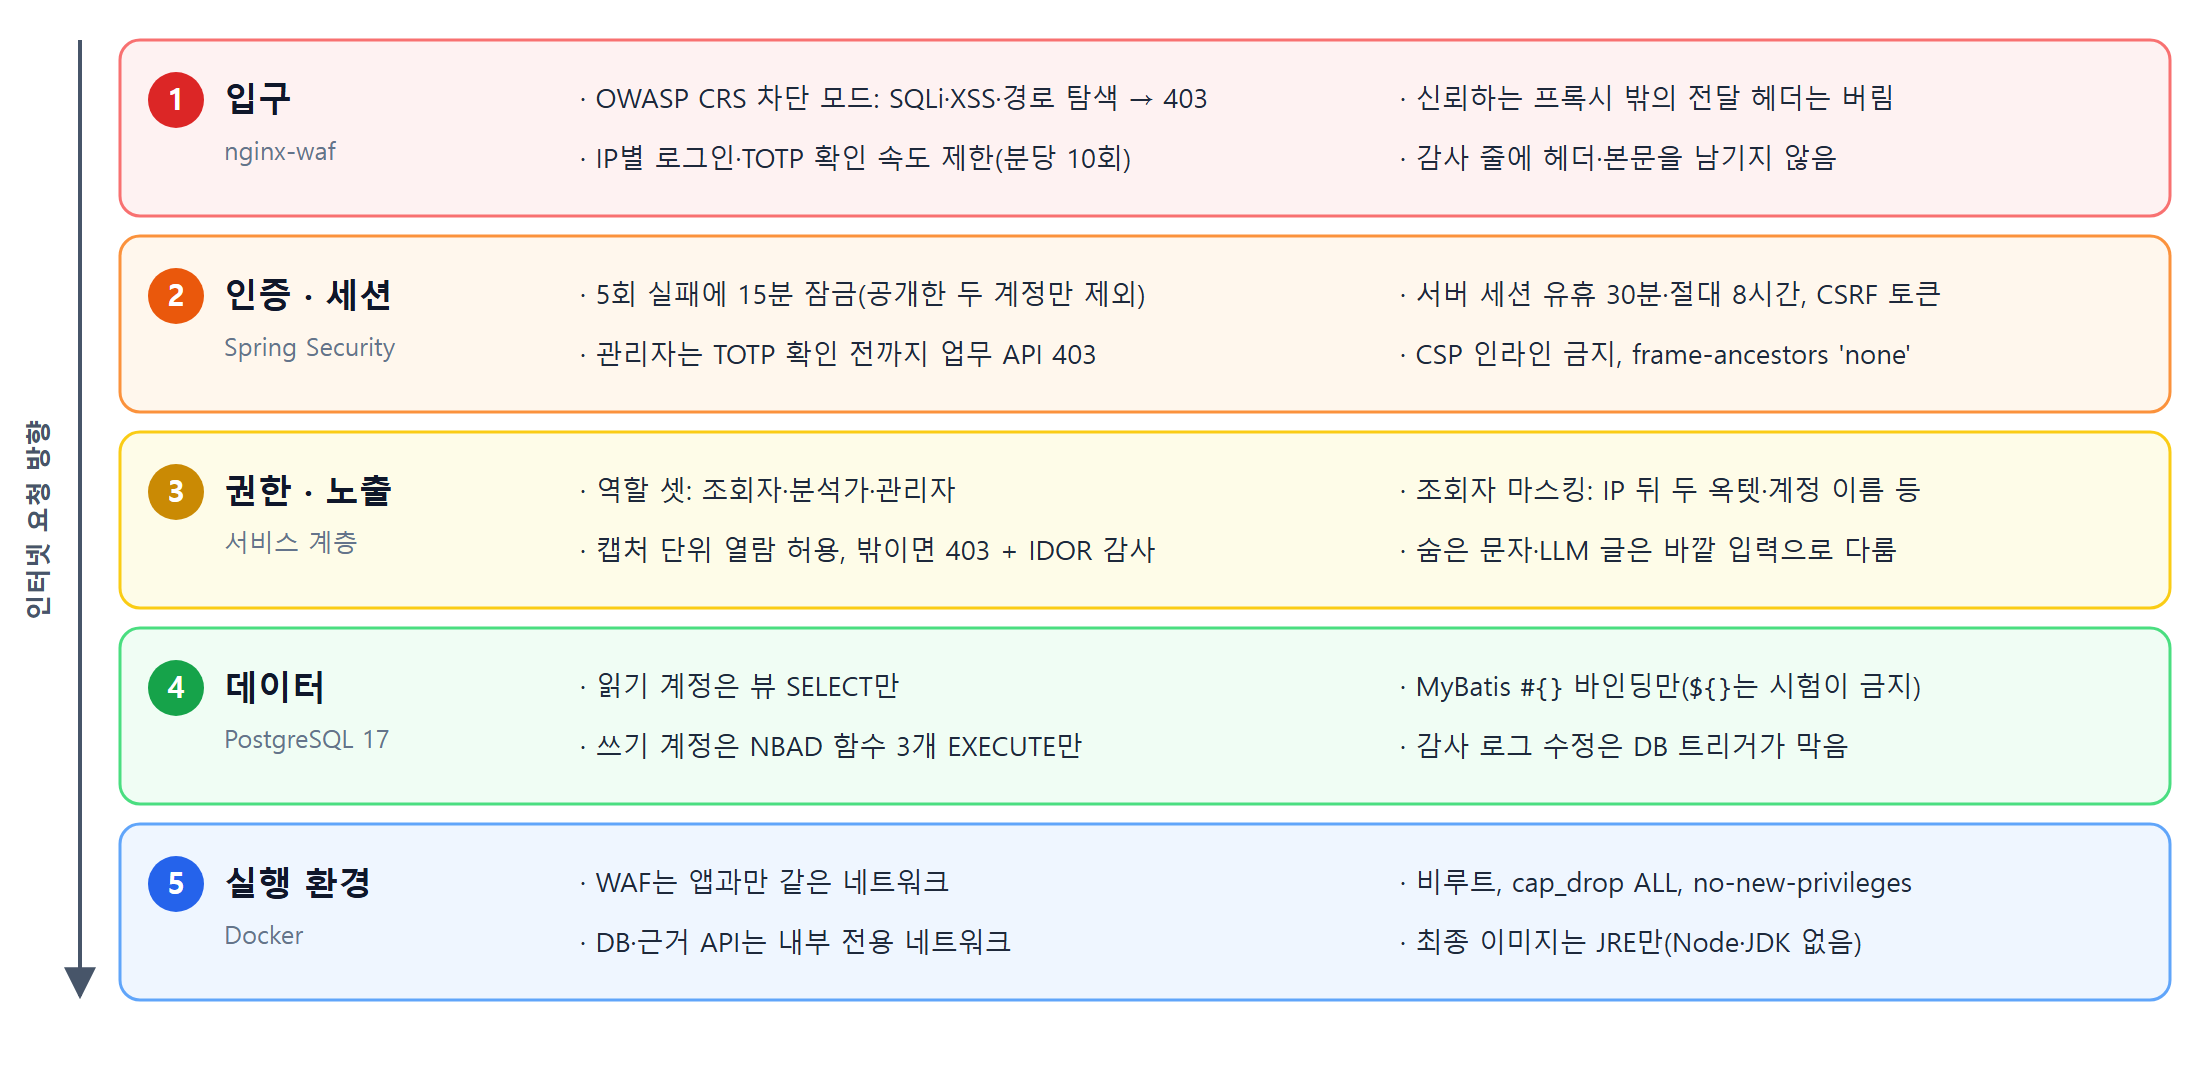 인터넷 요청 방향
1
입구
nginx-waf
· OWASP CRS 차단 모드: SQLi·XSS·경로 탐색 → 403
· IP별 로그인·TOTP 확인 속도 제한(분당 10회)
· 신뢰하는 프록시 밖의 전달 헤더는 버림
· 감사 줄에 헤더·본문을 남기지 않음
2
인증 · 세션
Spring Security
· 5회 실패에 15분 잠금(공개한 두 계정만 제외)
· 관리자는 TOTP 확인 전까지 업무 API 403
· 서버 세션 유휴 30분·절대 8시간, CSRF 토큰
· CSP 인라인 금지, frame-ancestors 'none'
3
권한 · 노출
서비스 계층
· 역할 셋: 조회자·분석가·관리자
· 캡처 단위 열람 허용, 밖이면 403 + IDOR 감사
· 조회자 마스킹: IP 뒤 두 옥텟·계정 이름 등
· 숨은 문자·LLM 글은 바깥 입력으로 다룸
4
데이터
PostgreSQL 17
· 읽기 계정은 뷰 SELECT만
· 쓰기 계정은 NBAD 함수 3개 EXECUTE만
· MyBatis #{} 바인딩만(${}는 시험이 금지)
· 감사 로그 수정은 DB 트리거가 막음
5
실행 환경
Docker
· WAF는 앱과만 같은 네트워크
· DB·근거 API는 내부 전용 네트워크
· 비루트, cap_drop ALL, no-new-privileges
· 최종 이미지는 JRE만(Node·JDK 없음)